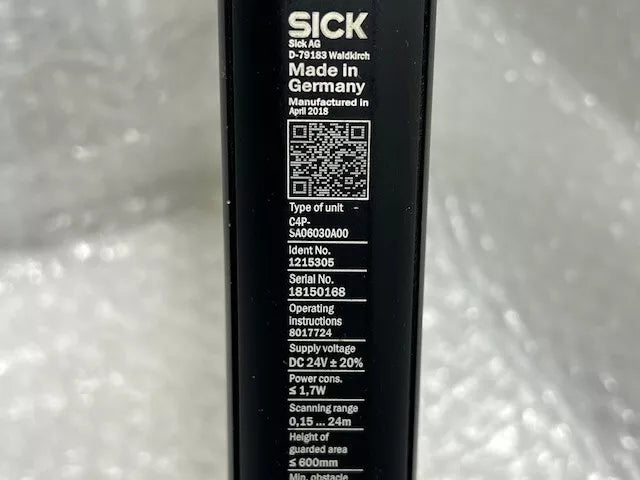 SICK
Sick AG
D-79183 Waldkirch
Made in
Germany
Manufactured in
April 2018
Type of unit -
C4P-
SA06030A00
Ident No.
1215305
Serial No.
18150168
Operating
instructions
8017724
Supply voltage
DC 24V ± 20%
Power cons.
≤ 1,7W
Scanning range
0,15 ... 24m
Height of
guarded area
≤ 600mm
Min. obstacle